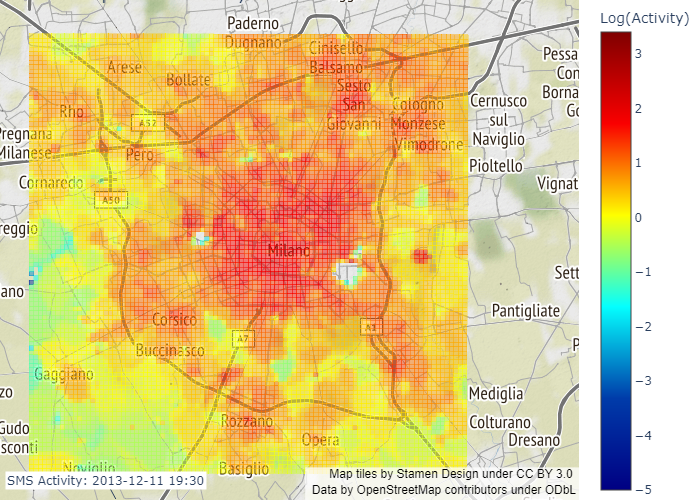 Log(Activity)
3
2
1
0
−1
−2
−3
−4
−5
Paderno
Dugnano
Cinisello
Balsamo
Arese
Bollate
Sesto
San
Giovanni
Cologno
Monzese
Vimodrone
Pessa
Con
Borna
Go
Cernusco
sul
Naviglio
Rho
A52
Pregnana
Milanese
Pero
Pioltello
Cornaredo
A50
Vignat
reggio
Milano
Sett
ano
Pantigliate
Corsico
A7
Buccinasco
P
Gaggiano
zo
Mediglia
Rozzano
Colturano
Dresano
Gudo
sconti
Opera
Noviglio
Basiglio
SMS Activity: 2013-12-11 19:30
Map tiles by Stamen Design under CC BY 3.0
Data by OpenStreetMap contributors under ODbL